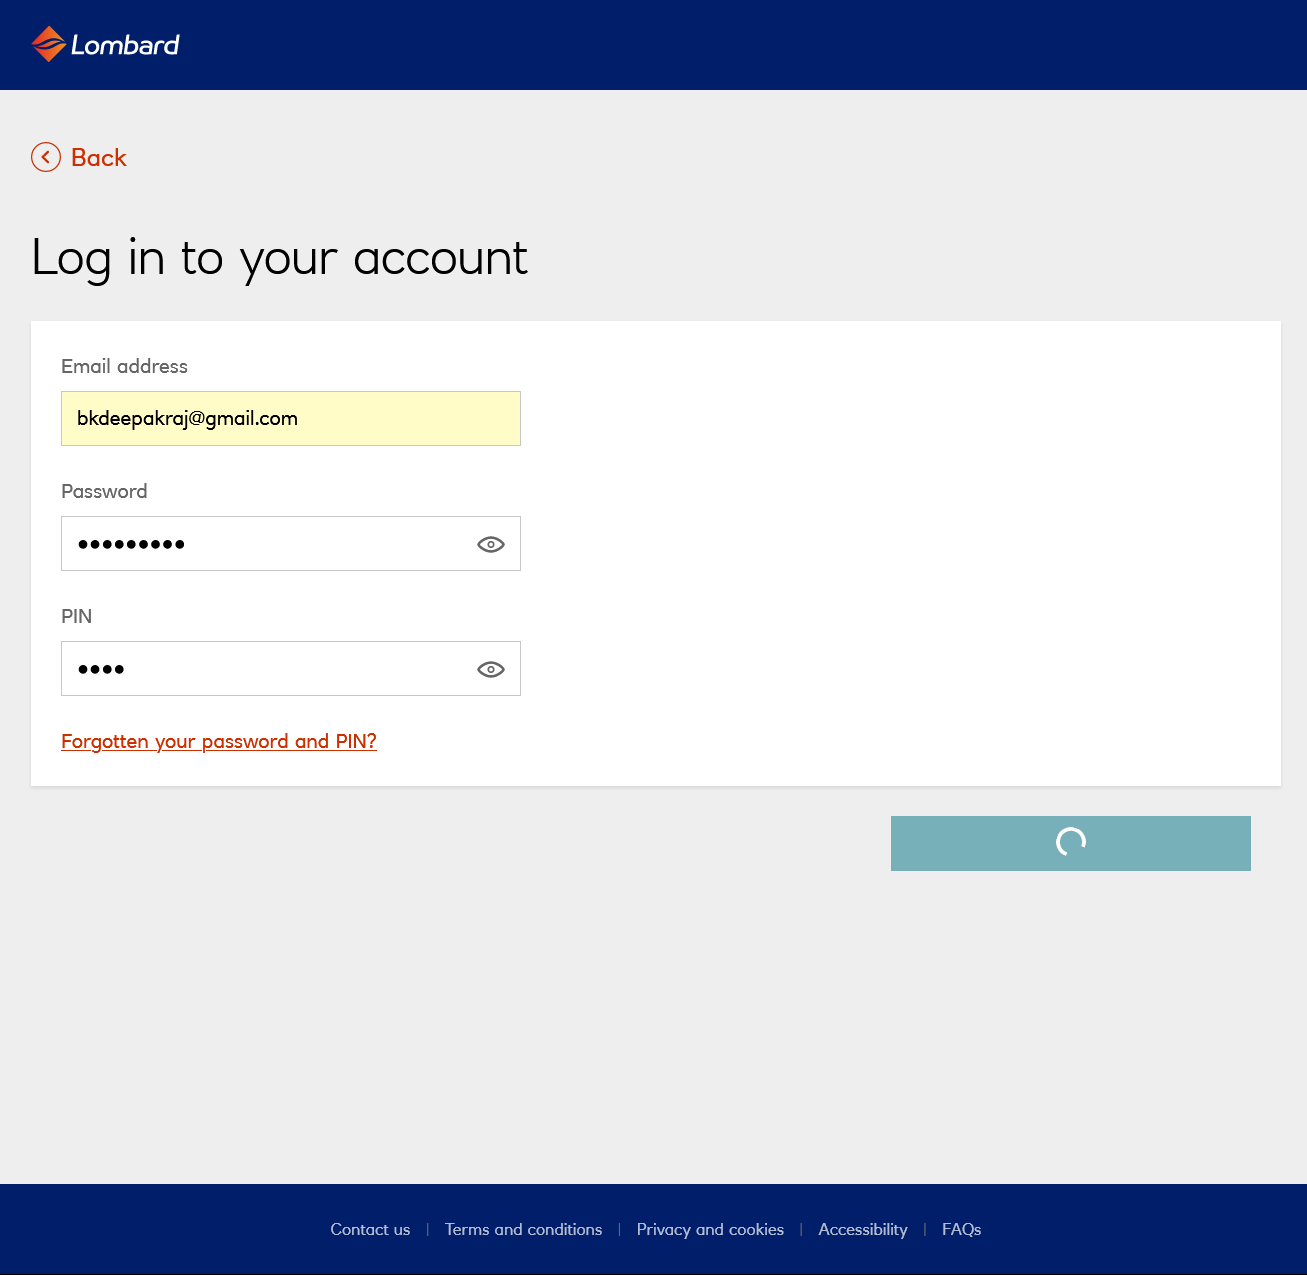 Lombard
Back
Log in to your account
Email address
bkdeepakraj@gmail.com
Password
•••••••••
PIN
••••
Forgotten your password and PIN?
Contact us | Terms and conditions | Privacy and cookies | Accessibility | FAQs